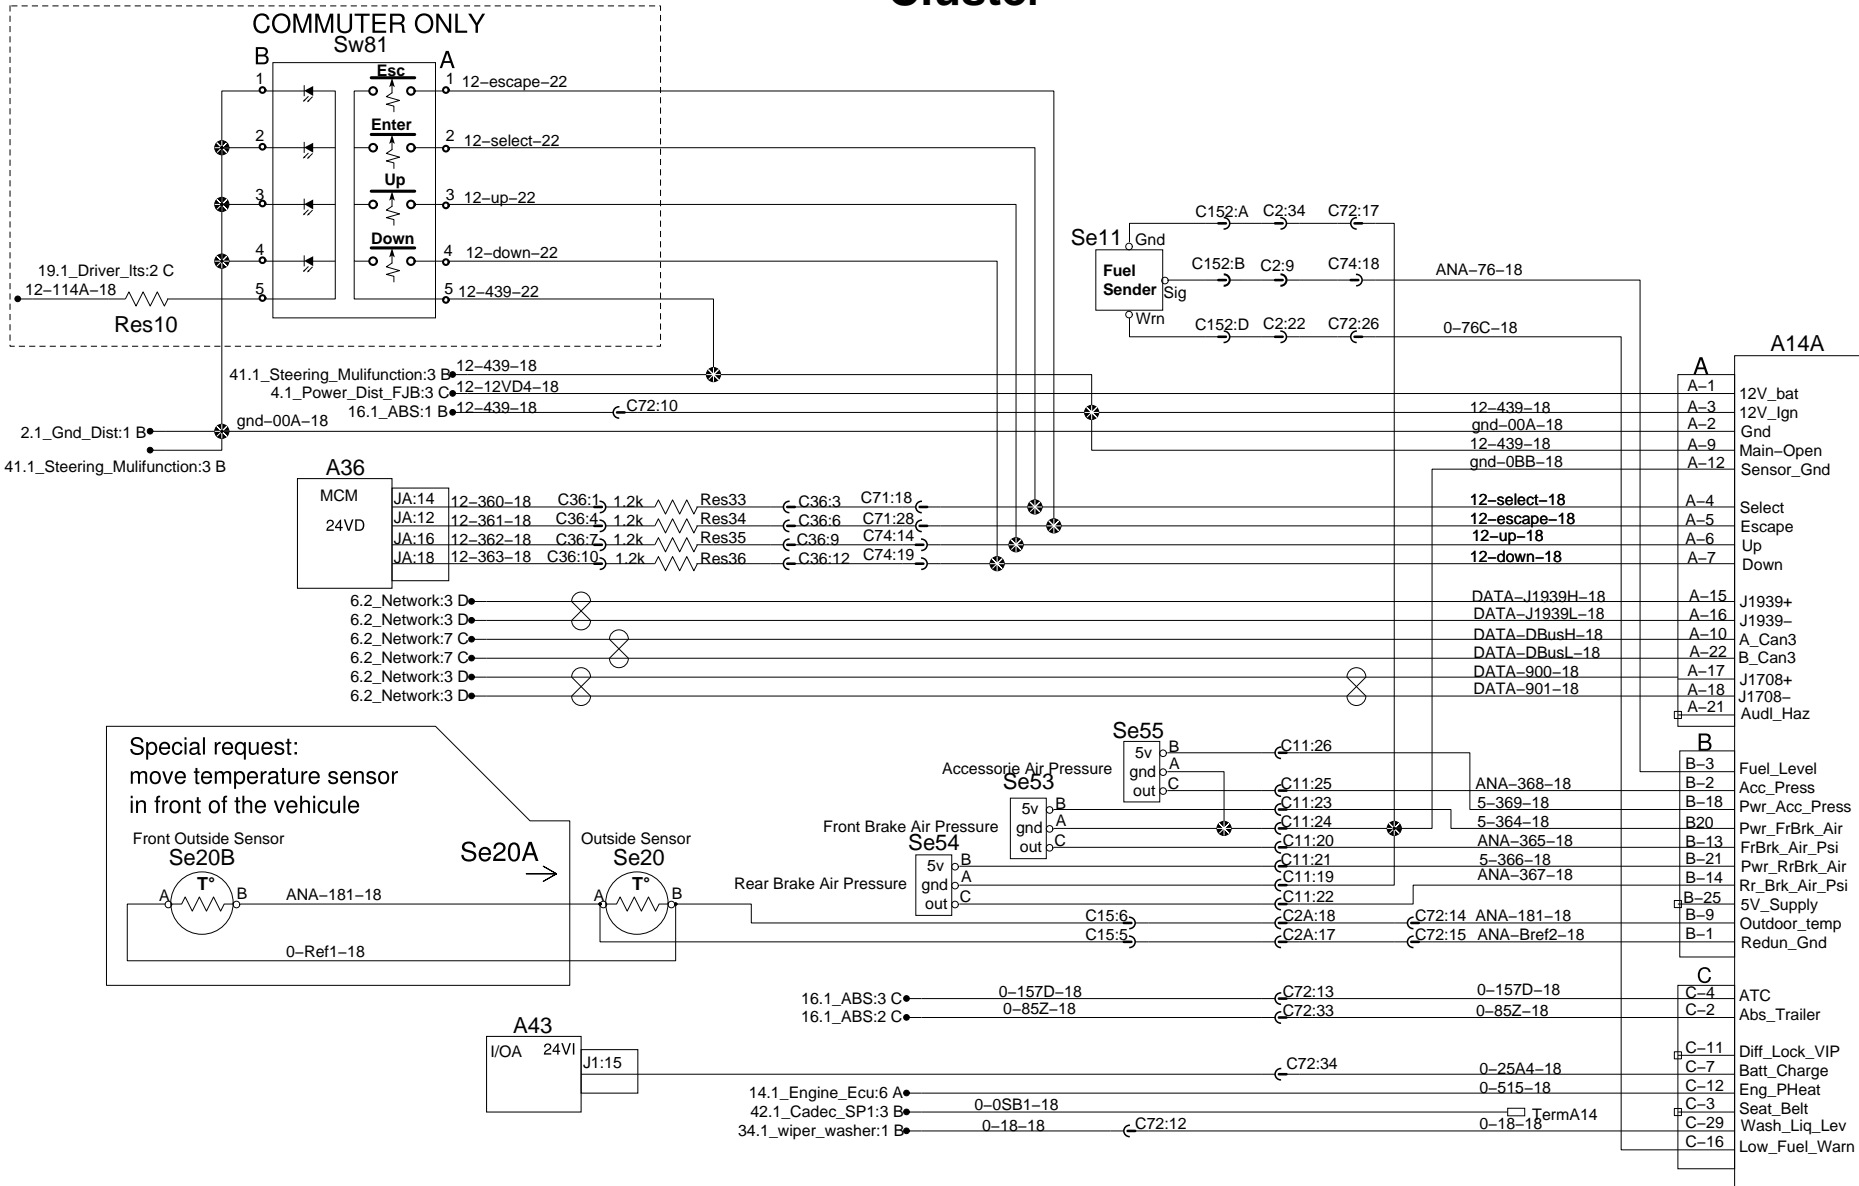 Cluster
COMMUTER ONLY
Sw81
B
A
Esc
1
1
12-escape-22
Enter
2
2
12-select-22
Up
3
3
12-up-22
Down
4
4
12-down-22
5
5
12-439-22
19.1_Driver_lts:2 C
12-114A-18
Res10
Se11
Fuel
Sender
Gnd
Sig
Wrn
C152:A
C2:34
C72:17
C152:B
C2:9
C74:18
ANA-76-18
C152:D
C2:22
C72:26
0-76C-18
A14A
41.1_Steering_Mulifunction:3 B
12-439-18
4.1_Power_Dist_FJB:3 C
12-12VD4-18
16.1_ABS:1 B
12-439-18
C72:10
2.1_Gnd_Dist:1 B
gnd-00A-18
41.1_Steering_Mulifunction:3 B
A
A-1
12V_bat
12-439-18
A-3
12V_Ign
gnd-00A-18
A-2
Gnd
12-439-18
A-9
Main-Open
gnd-0BB-18
A-12
Sensor_Gnd
A36
MCM
24VD
JA:14
12-360-18
C36:1
1.2k
Res33
C36:3
C71:18
12-select-18
A-4
Select
JA:12
12-361-18
C36:4
1.2k
Res34
C36:6
C71:28
12-escape-18
A-5
Escape
JA:16
12-362-18
C36:7
1.2k
Res35
C36:9
C74:14
12-up-18
A-6
Up
JA:18
12-363-18
C36:10
1.2k
Res36
C36:12
C74:19
12-down-18
A-7
Down
6.2_Network:3 D
DATA-J1939H-18
A-15
J1939+
6.2_Network:3 D
DATA-J1939L-18
A-16
J1939-
6.2_Network:7 C
DATA-DBusH-18
A-10
A_Can3
6.2_Network:7 C
DATA-DBusL-18
A-22
B_Can3
6.2_Network:3 D
DATA-900-18
A-17
J1708+
6.2_Network:3 D
DATA-901-18
A-18
J1708-
A-21
Audl_Haz
Special request:
move temperature sensor
in front of the vehicule
Front Outside Sensor
Se20B
T°
A
B
ANA-181-18
0-Ref1-18
Se20A
Outside Sensor
Se20
T°
A
B
Se55
Accessorie Air Pressure
5v
gnd
out
B
A
C
Se53
Front Brake Air Pressure
5v
gnd
out
B
A
C
Se54
Rear Brake Air Pressure
5v
gnd
out
B
A
C
C11:26
C11:25
C11:23
C11:24
C11:20
C11:21
C11:19
C11:22
B
B-3
Fuel_Level
ANA-368-18
B-2
Acc_Press
5-369-18
B-18
Pwr_Acc_Press
5-364-18
B20
Pwr_FrBrk_Air
ANA-365-18
B-13
FrBrk_Air_Psi
5-366-18
B-21
Pwr_RrBrk_Air
ANA-367-18
B-14
Rr_Brk_Air_Psi
B-25
5V_Supply
C15:6
C2A:18
C72:14
ANA-181-18
B-9
Outdoor_temp
C15:5
C2A:17
C72:15
ANA-Bref2-18
B-1
Redun_Gnd
C
16.1_ABS:3 C
0-157D-18
C72:13
0-157D-18
C-4
ATC
16.1_ABS:2 C
0-85Z-18
C72:33
0-85Z-18
C-2
Abs_Trailer
A43
I/OA
24VI
J1:15
C-11
Diff_Lock_VIP
C72:34
0-25A4-18
C-7
Batt_Charge
14.1_Engine_Ecu:6 A
0-515-18
C-12
Eng_PHeat
42.1_Cadec_SP1:3 B
0-0SB1-18
TermA14
C-3
Seat_Belt
34.1_wiper_washer:1 B
0-18-18
C72:12
0-18-18
C-29
Wash_Liq_Lev
C-16
Low_Fuel_Warn